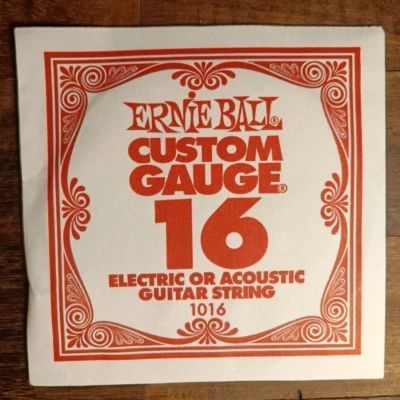 ERNIE BALL®
CUSTOM
GAUGE®
16
ELECTRIC OR ACOUSTIC
GUITAR STRING
1016